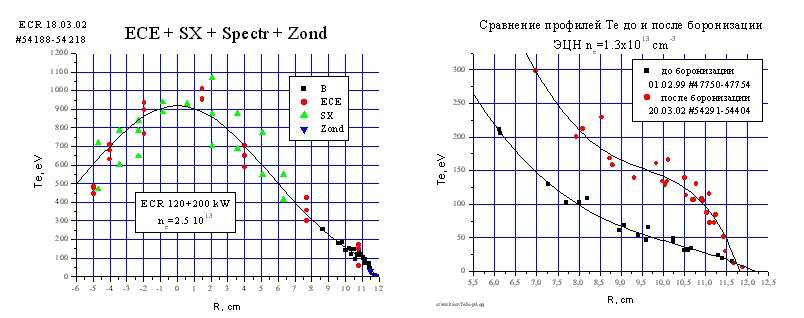 ECR 18.03.02
#54188-54218
ECE + SX + Spectr + Zond
1200
1100
1000
900
800
700
600
500
400
300
200
100
0
Te, eV
B
ECE
SX
Zond
ECR 120+200 kW
n e=2.5 10 13
-6 -5 -4 -3 -2 -1 0 1 2 3 4 5 6 7 8 9 10 11 12
R, cm
Сравнение профилей Те до и после боронизации
ЭЦН n e=1.3x10 13 cm -3
300
250
200
150
100
50
0
Te, eV
до боронизации
01.02.99 #47750-47754
после боронизации
20.03.02 #54291-54404
5,5 6,0 6,5 7,0 7,5 8,0 8,5 9,0 9,5 10,0 10,5 11,0 11,5 12,0 12,5
R, cm